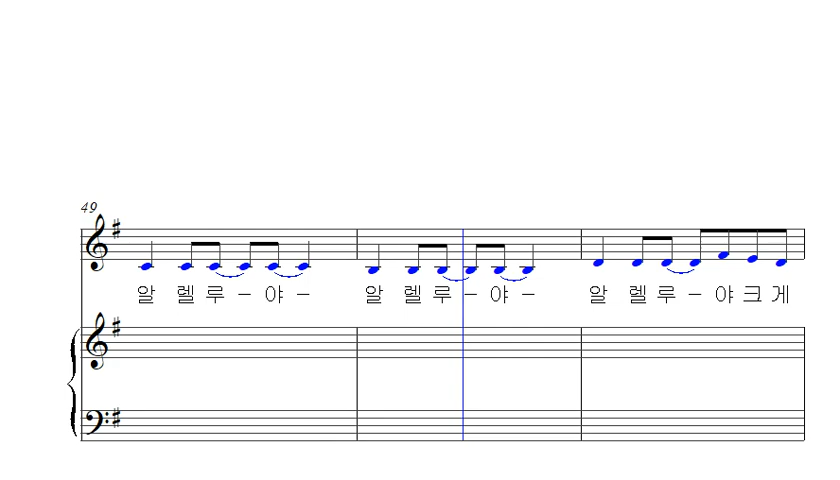 49
알 렐 루 - 야 - 알 렐 루 - 야 - 알 렐 루 - 야 크 게